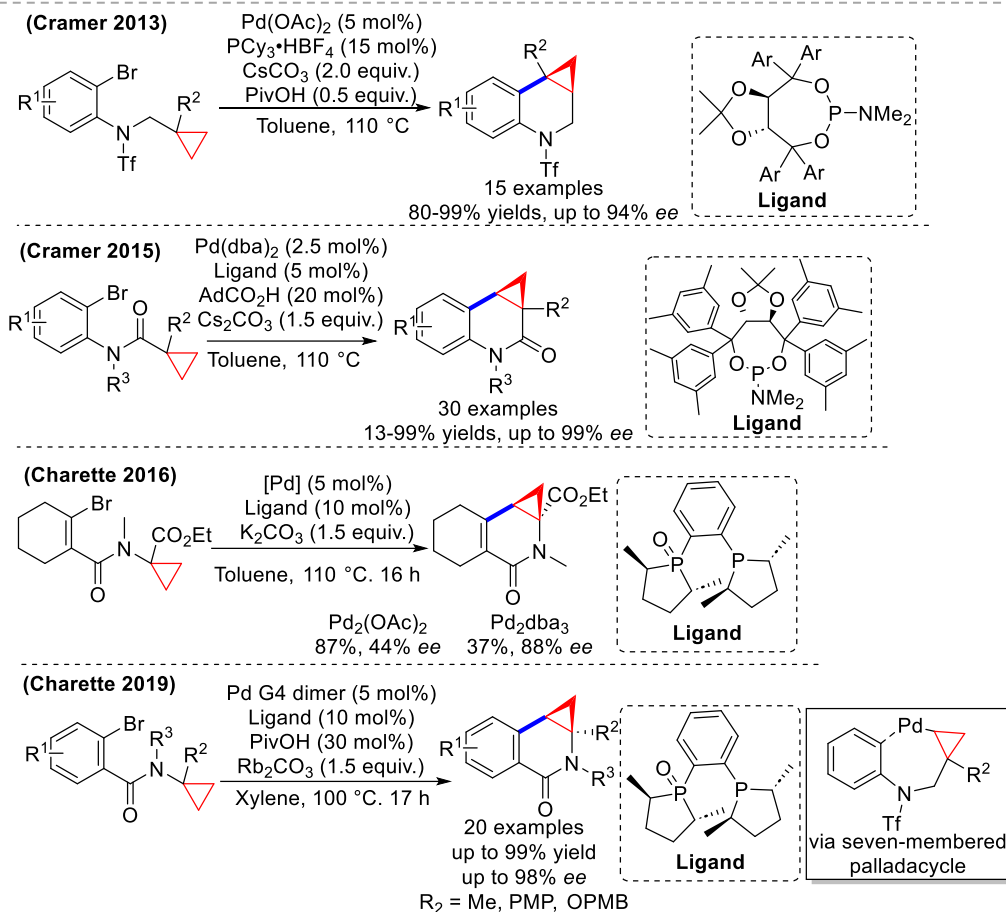 (Cramer 2013)
Pd(OAc)₂ (5 mol%)
PCy₃•HBF₄ (15 mol%)
CsCO₃ (2.0 equiv.)
PivOH (0.5 equiv.)
Toluene, 110 °C
R¹
Br
N
Tf
R²
R²
R¹
N
Tf
15 examples
80-99% yields, up to 94% ee
Ar
Ar
O
O
O
O
P
NMe₂
Ar
Ar
Ligand
(Cramer 2015)
Pd(dba)₂ (2.5 mol%)
Ligand (5 mol%)
AdCO₂H (20 mol%)
Cs₂CO₃ (1.5 equiv.)
Toluene, 110 °C
Br
O
R¹
R²
N
R³
R¹
R²
N
O
R³
30 examples
13-99% yields, up to 99% ee
O
O
O
O
P
NMe₂
Ligand
(Charette 2016)
[Pd] (5 mol%)
Ligand (10 mol%)
K₂CO₃ (1.5 equiv.)
Toluene, 110 °C. 16 h
Br
N
CO₂Et
O
CO₂Et
N
O
Pd₂(OAc)₂
87%, 44% ee
Pd₂dba₃
37%, 88% ee
O
P
P
Ligand
(Charette 2019)
Pd G4 dimer (5 mol%)
Ligand (10 mol%)
PivOH (30 mol%)
Rb₂CO₃ (1.5 equiv.)
Xylene, 100 °C. 17 h
Br
R¹
R³
R²
N
O
R¹
R²
N
R³
O
20 examples
up to 99% yield
up to 98% ee
R₂ = Me, PMP, OPMB
O
P
P
Ligand
Pd
R²
N
Tf
via seven-membered
palladacycle